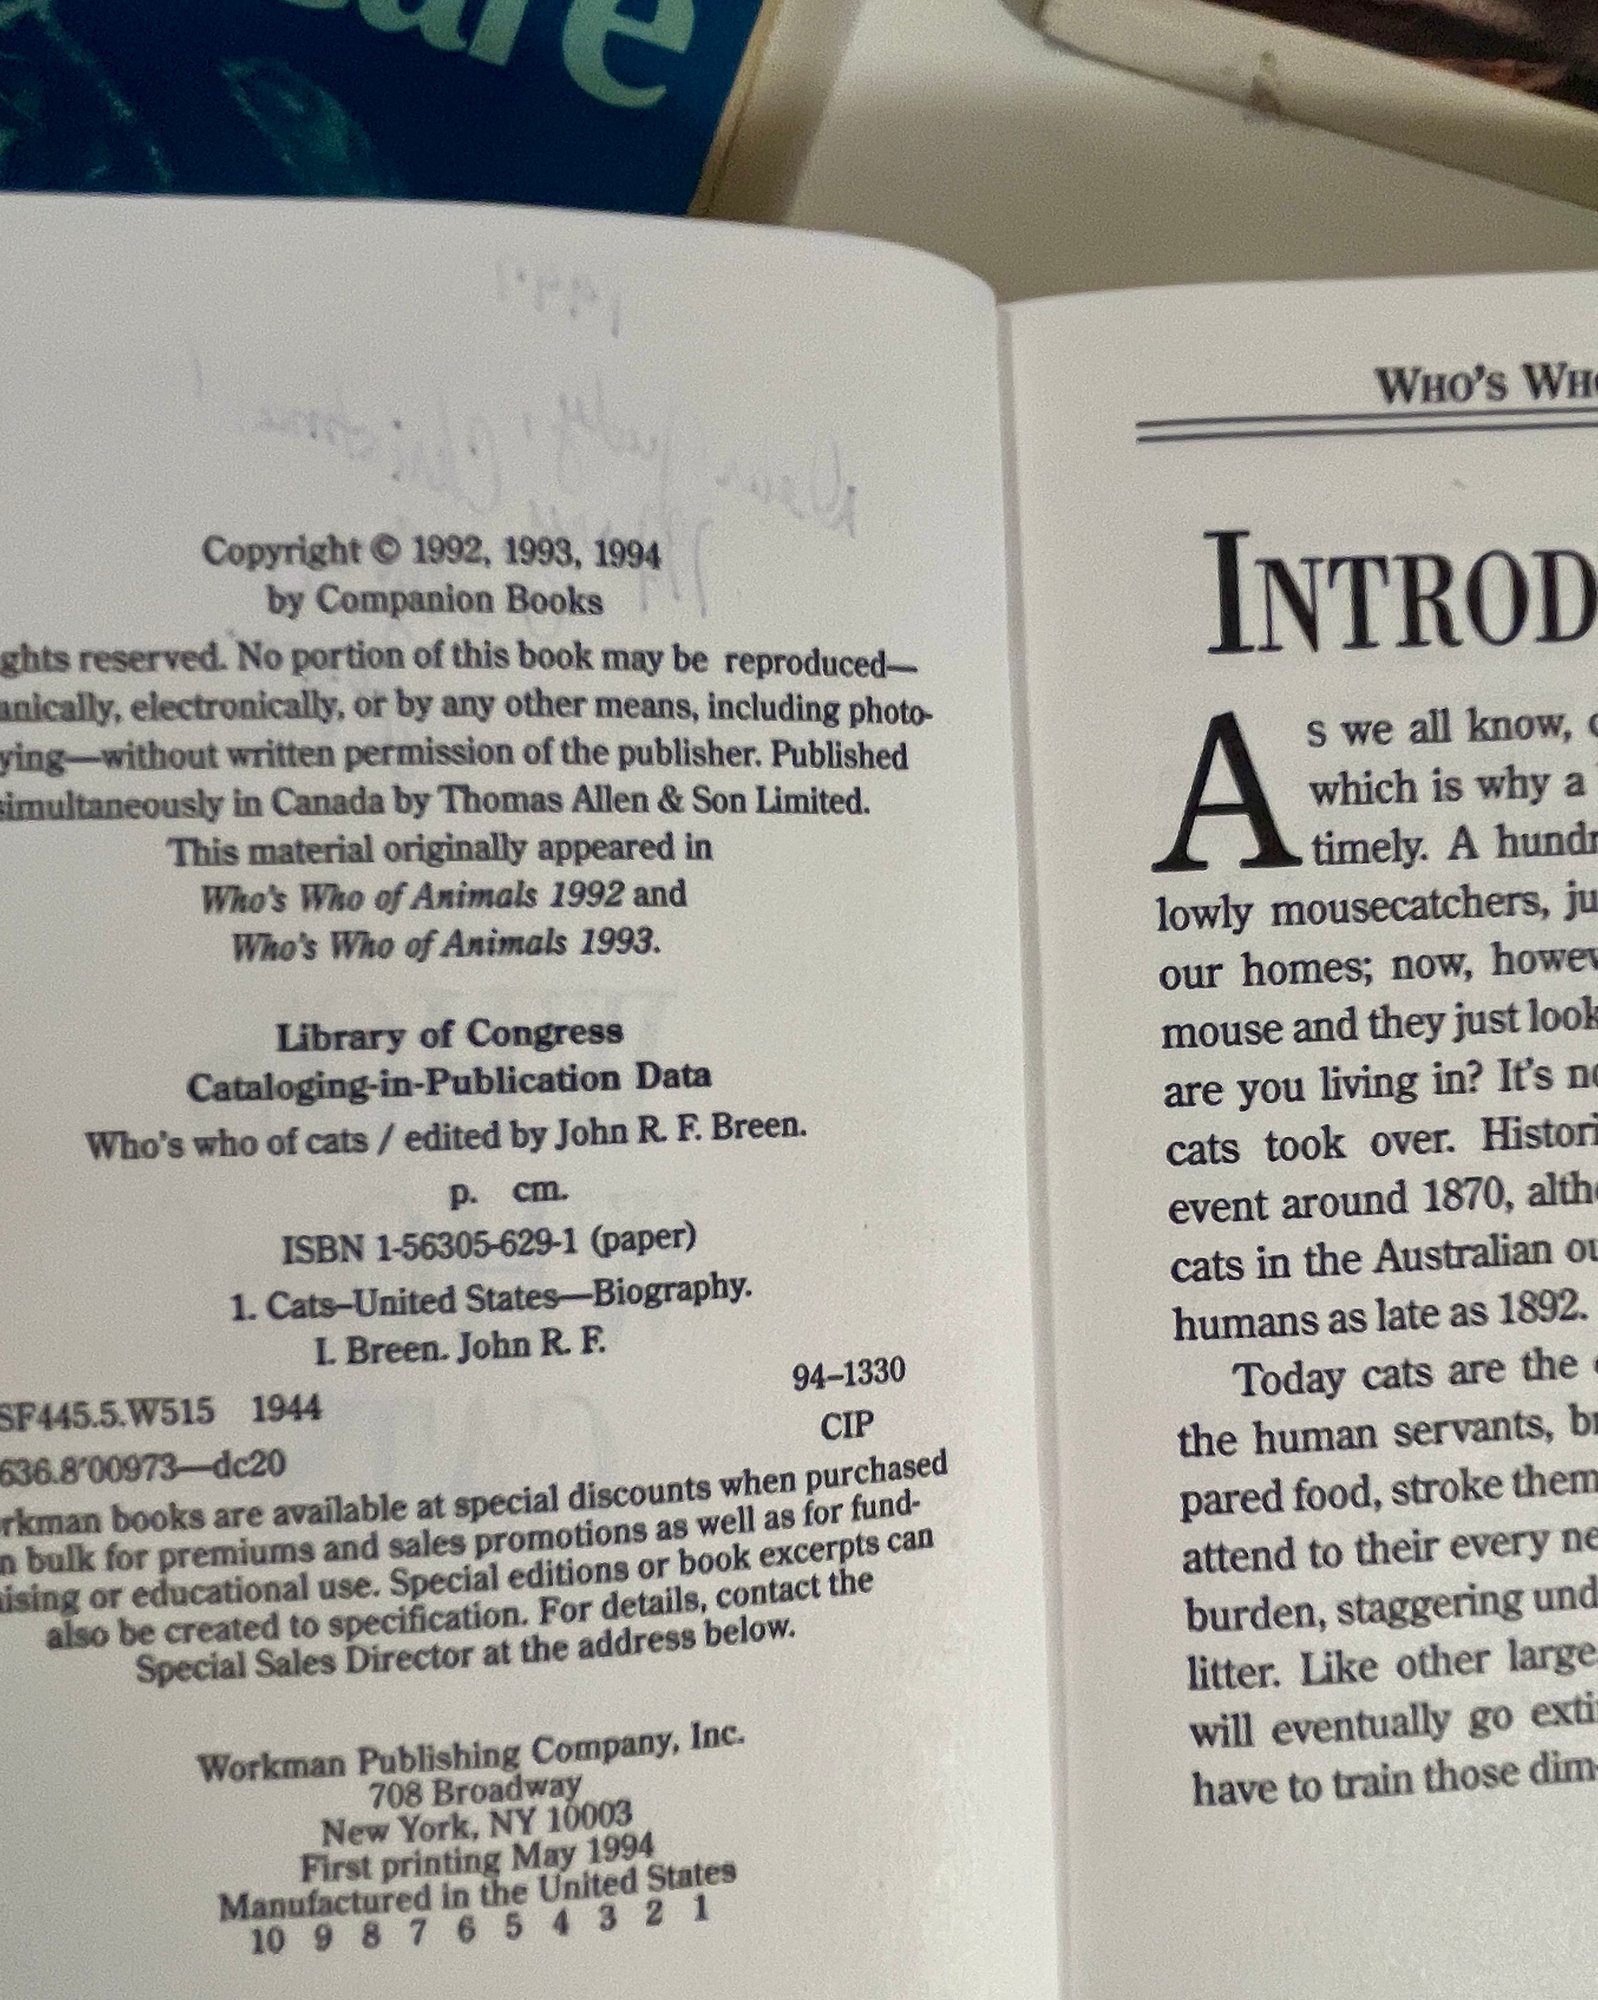 Copyright © 1992, 1993, 1994
by Companion Books
ghts reserved. No portion of this book may be reproduced—
anically, electronically, or by any other means, including photo-
ying—without written permission of the publisher. Published
simultaneously in Canada by Thomas Allen & Son Limited.
This material originally appeared in
Who's Who of Animals 1992 and
Who's Who of Animals 1993.
Library of Congress
Cataloging-in-Publication Data
Who's who of cats / edited by John R. F. Breen.
p. cm.
ISBN 1-56305-629-1 (paper)
1. Cats–United States—Biography.
I. Breen. John R. F.
SF445.5.W515 1944 94–1330
636.8'00973—dc20 CIP
rkman books are available at special discounts when purchased
n bulk for premiums and sales promotions as well as for fund-
ising or educational use. Special editions or book excerpts can
also be created to specification. For details, contact the
Special Sales Director at the address below.
Workman Publishing Company, Inc.
708 Broadway
New York, NY 10003
First printing May 1994
Manufactured in the United States
10 9 8 7 6 5 4 3 2 1
WHO'S WHO
INTROD
As we all know, c
which is why a
timely. A hundr
lowly mousecatchers, ju
our homes; now, howev
mouse and they just look
are you living in? It's no
cats took over. Histori
event around 1870, altho
cats in the Australian ou
humans as late as 1892.
Today cats are the
the human servants, br
pared food, stroke them
attend to their every ne
burden, staggering und
litter. Like other large
will eventually go exti
have to train those dim-